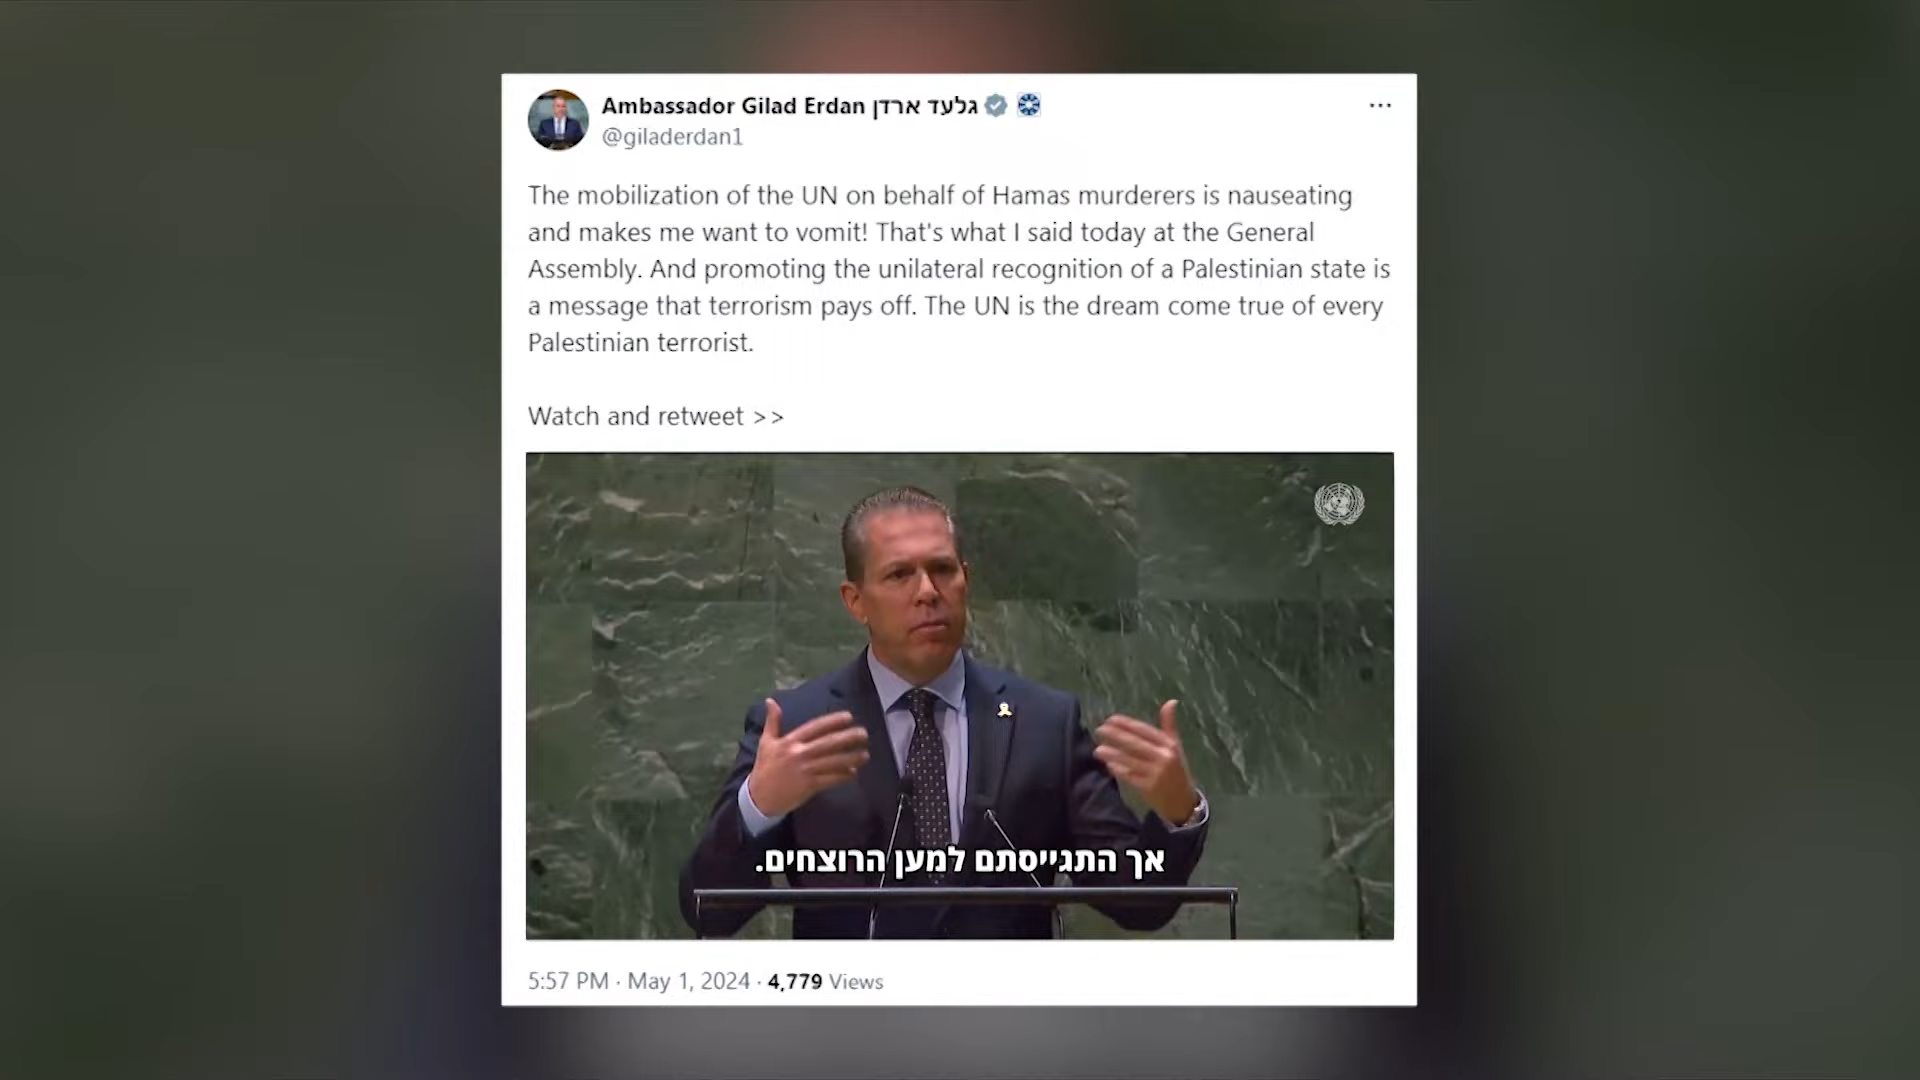 Ambassador Gilad Erdan גלעד ארדן
@giladerdan1
The mobilization of the UN on behalf of Hamas murderers is nauseating
and makes me want to vomit! That's what I said today at the General
Assembly. And promoting the unilateral recognition of a Palestinian state is
a message that terrorism pays off. The UN is the dream come true of every
Palestinian terrorist.
Watch and retweet >>
אך התגייסתם למען הרוצחים.
5:57 PM · May 1, 2024 · 4,779 Views